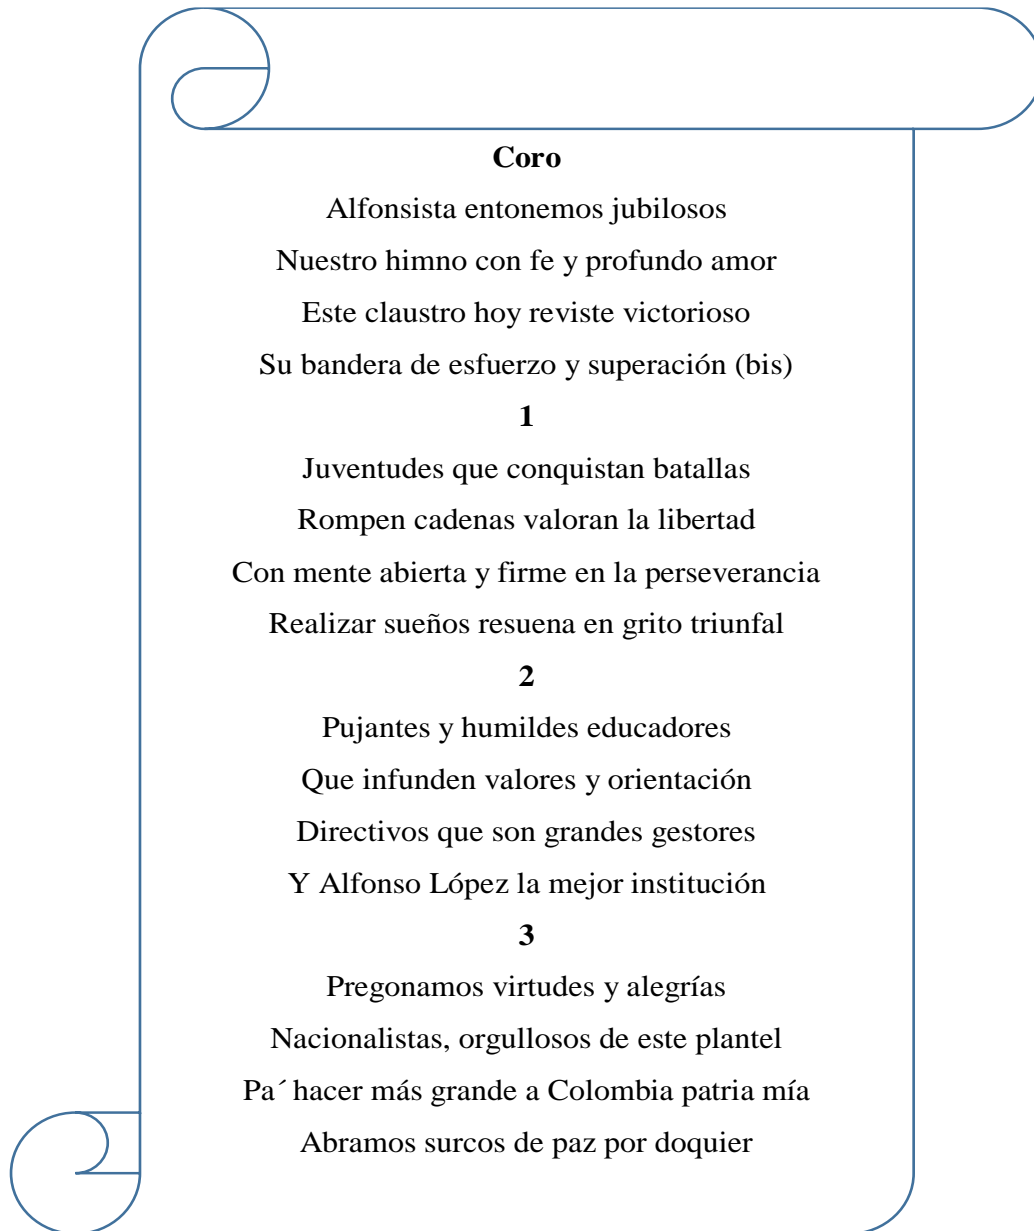 Coro
Alfonsista entonemos jubilosos
Nuestro himno con fe y profundo amor
Este claustro hoy reviste victorioso
Su bandera de esfuerzo y superación (bis)
1
Juventudes que conquistan batallas
Rompen cadenas valoran la libertad
Con mente abierta y firme en la perseverancia
Realizar sueños resuena en grito triunfal
2
Pujantes y humildes educadores
Que infunden valores y orientación
Directivos que son grandes gestores
Y Alfonso López la mejor institución
3
Pregonamos virtudes y alegrías
Nacionalistas, orgullosos de este plantel
Pa´ hacer más grande a Colombia patria mía
Abramos surcos de paz por doquier